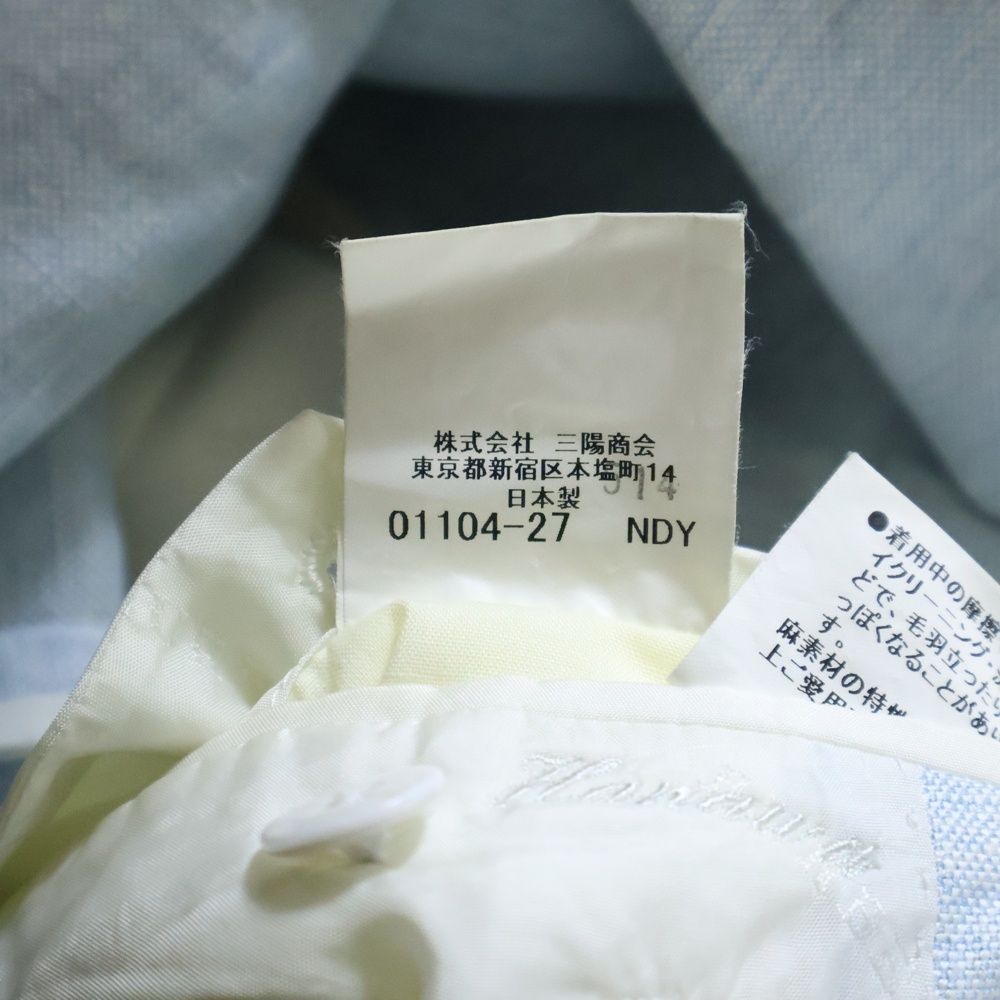 株式会社 三陽商会
東京都新宿区本塩町14
日本製
01104-27 NDY
●着用中の摩擦
イクリーニング・
どで、毛羽立ったり
っぽくなることがあ
す。
麻素材の特
上ご愛用